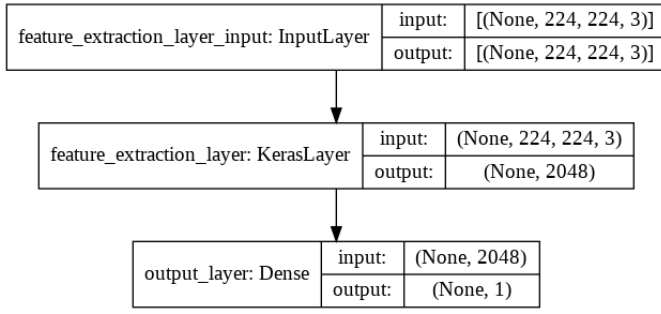 feature_extraction_layer_input: InputLayer
input:
[(None, 224, 224, 3)]
output:
[(None, 224, 224, 3)]
feature_extraction_layer: KerasLayer
input:
(None, 224, 224, 3)
output:
(None, 2048)
output_layer: Dense
input:
(None, 2048)
output:
(None, 1)